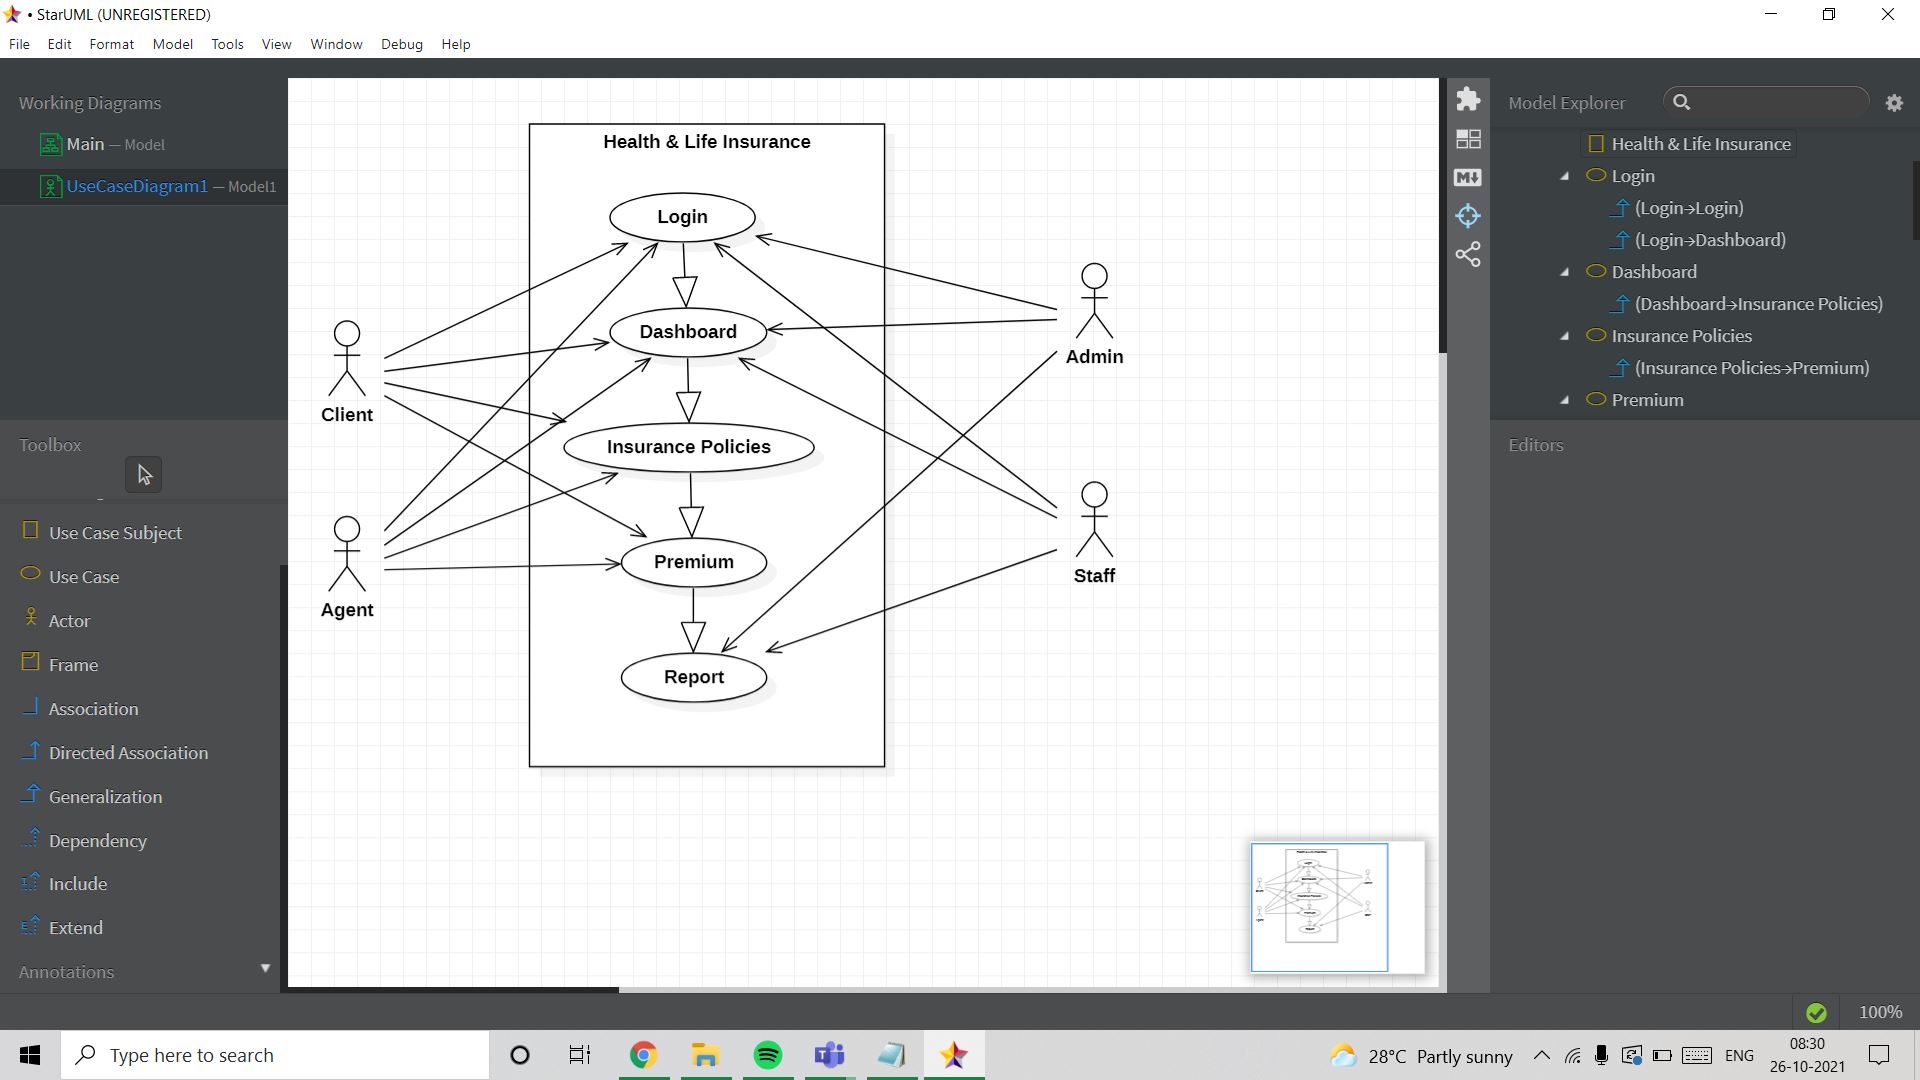 • StarUML (UNREGISTERED)
File Edit Format Model Tools View Window Debug Help
Working Diagrams
Main — Model
UseCaseDiagram1 — Model1
Toolbox
Use Case Subject
Use Case
Actor
Frame
Association
Directed Association
Generalization
Dependency
Include
Extend
Annotations
Health & Life Insurance
Login
Dashboard
Insurance Policies
Premium
Report
Client
Agent
Admin
Staff
Model Explorer
Health & Life Insurance
Login
(Login→Login)
(Login→Dashboard)
Dashboard
(Dashboard→Insurance Policies)
Insurance Policies
(Insurance Policies→Premium)
Premium
Editors
100%
Type here to search
28°C Partly sunny
ENG
08:30
26-10-2021